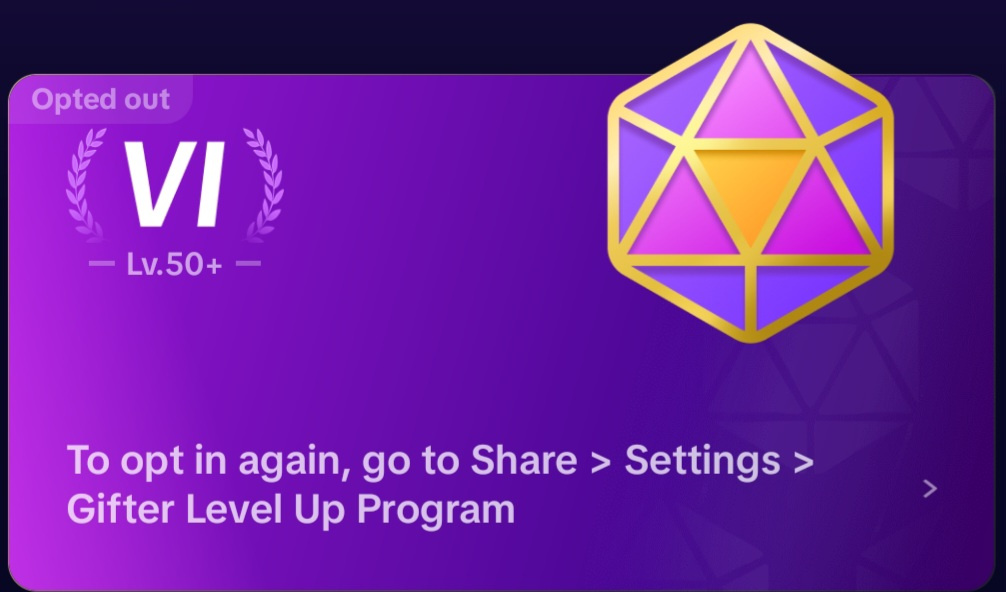 Opted out
VI
Lv.50+
To opt in again, go to Share > Settings >
Gifter Level Up Program